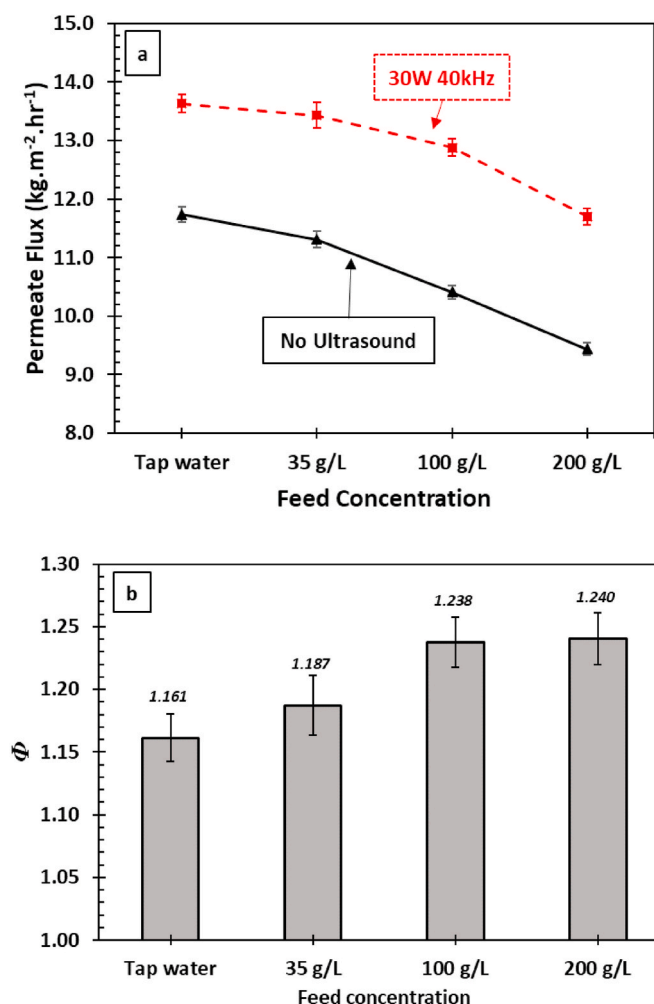 a
15.0
14.0
13.0
12.0
11.0
10.0
9.0
8.0
Permeate Flux (kg.m⁻².hr⁻¹)
30W 40kHz
No Ultrasound
Tap water 35 g/L 100 g/L 200 g/L
Feed Concentration
b
1.30
1.25
1.20
1.15
1.10
1.05
1.00
Φ
1.161
1.187
1.238
1.240
Tap water 35 g/L 100 g/L 200 g/L
Feed concentration